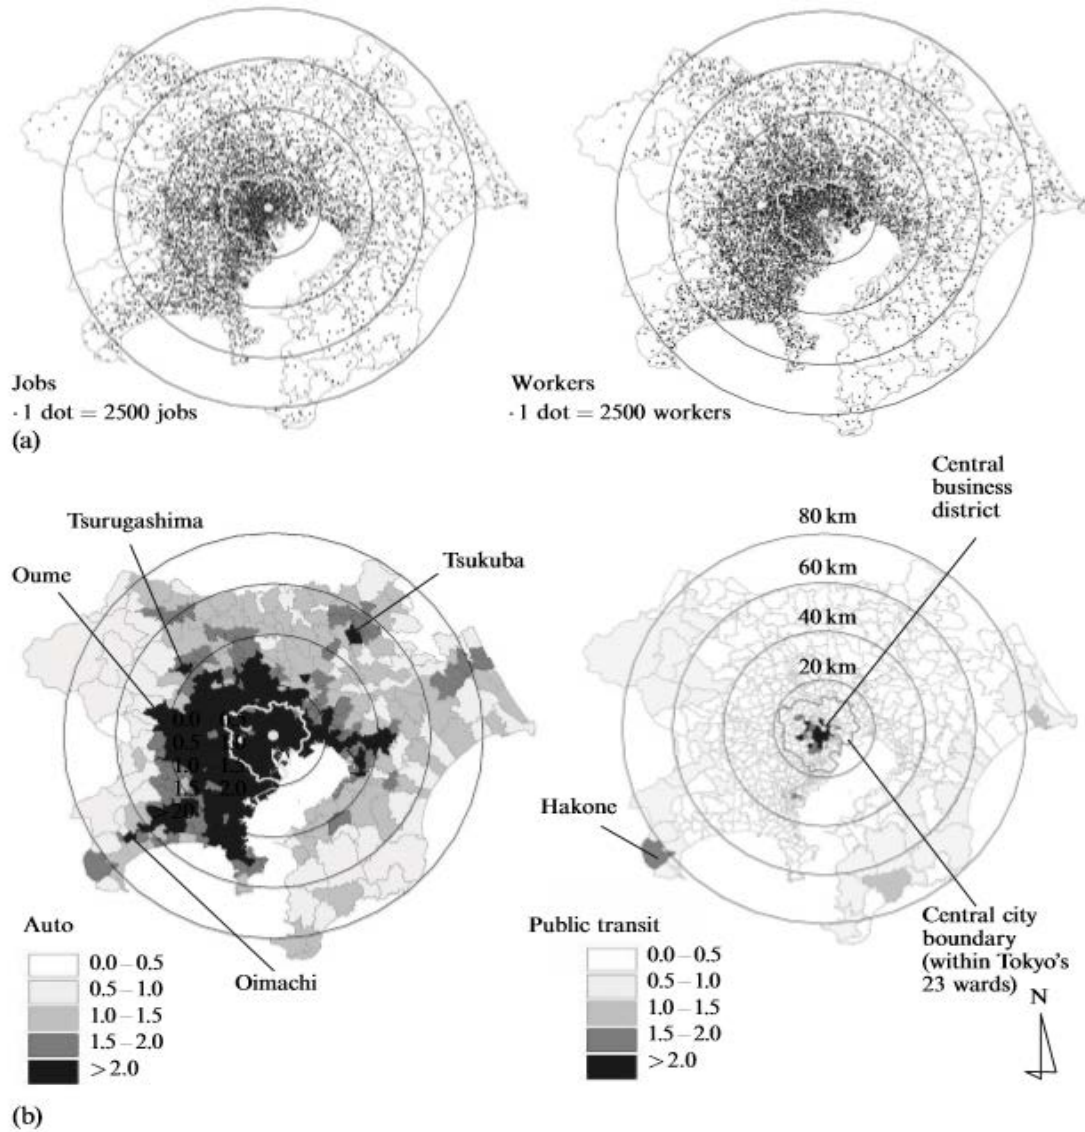 Jobs
· 1 dot = 2500 jobs
(a)
Workers
· 1 dot = 2500 workers
Tsurugashima
Oume
Tsukuba
Oimachi
Auto
0.0 – 0.5
0.5 – 1.0
1.0 – 1.5
1.5 – 2.0
>2.0
Central
business
district
80 km
60 km
40 km
20 km
Hakone
Central city
boundary
(within Tokyo's
23 wards)
N
Public transit
0.0 – 0.5
0.5 – 1.0
1.0 – 1.5
1.5 – 2.0
>2.0
(b)